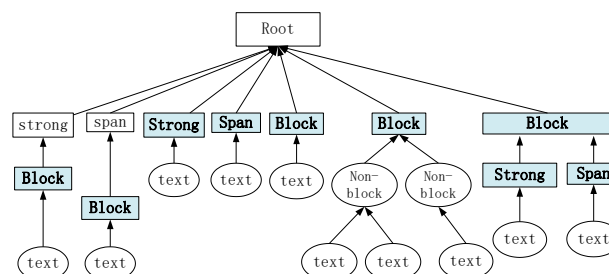 Root
strong span Strong Span Block Block Block
Block text text text Non-
block Non-
block Strong Span
Block
text text text text text text text